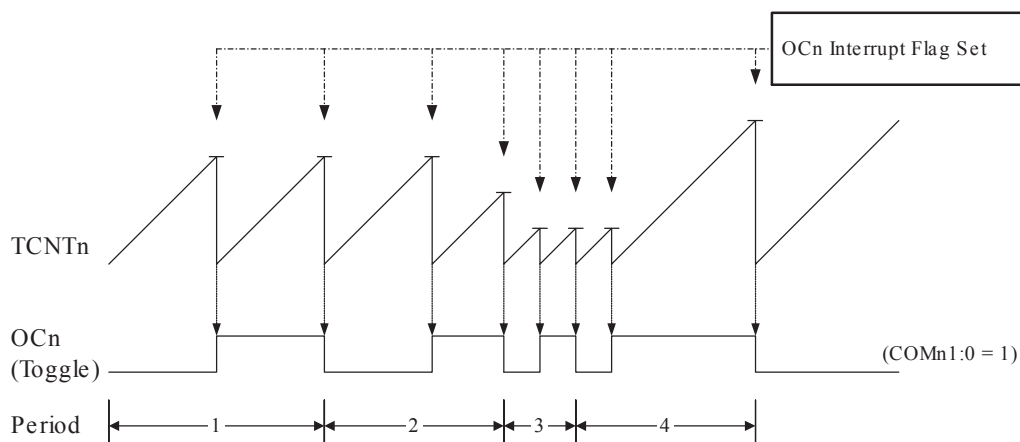 OCn Interrupt Flag Set
TCNTn
OCn
(Toggle)
(COMn1:0 = 1)
Period
1
2
3
4